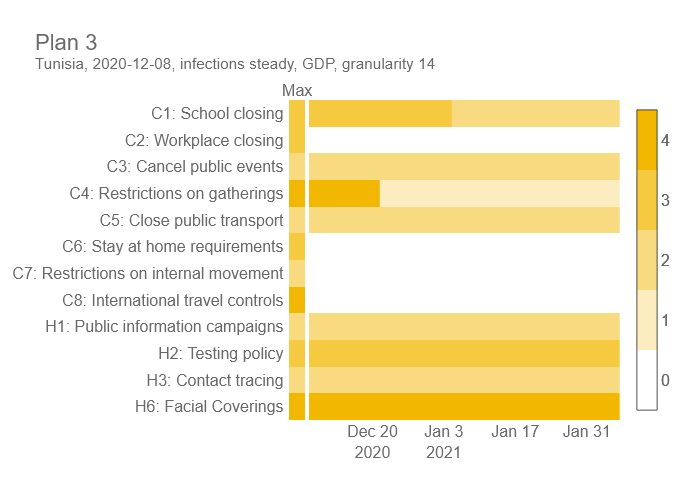 Plan 3
Tunisia, 2020-12-08, infections steady, GDP, granularity 14
Max
C1: School closing
C2: Workplace closing
C3: Cancel public events
C4: Restrictions on gatherings
C5: Close public transport
C6: Stay at home requirements
C7: Restrictions on internal movement
C8: International travel controls
H1: Public information campaigns
H2: Testing policy
H3: Contact tracing
H6: Facial Coverings
Dec 20 Jan 3 Jan 17 Jan 31
2020 2021
4
3
2
1
0